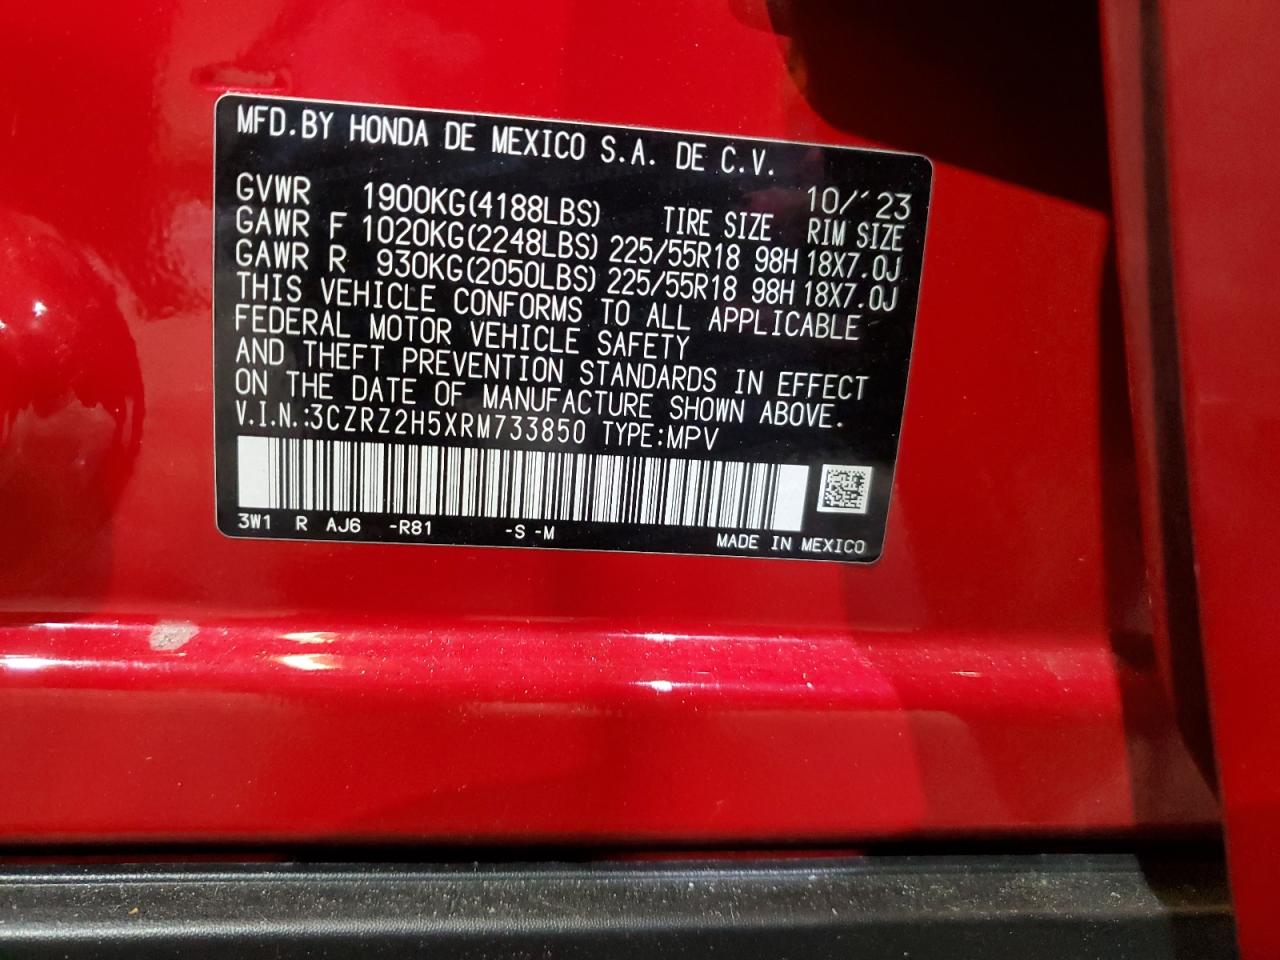 MFD.BY HONDA DE MEXICO S.A. DE C.V.
10/'23
GVWR 1900KG(4188LBS) TIRE SIZE RIM SIZE
GAWR F 1020KG(2248LBS) 225/55R18 98H 18X7.0J
GAWR R 930KG(2050LBS) 225/55R18 98H 18X7.0J
THIS VEHICLE CONFORMS TO ALL APPLICABLE
FEDERAL MOTOR VEHICLE SAFETY
AND THEFT PREVENTION STANDARDS IN EFFECT
ON THE DATE OF MANUFACTURE SHOWN ABOVE.
V.I.N.:3CZRZ2H5XRM733850 TYPE:MPV
3W1 R AJ6 -R81 -S -M
MADE IN MEXICO